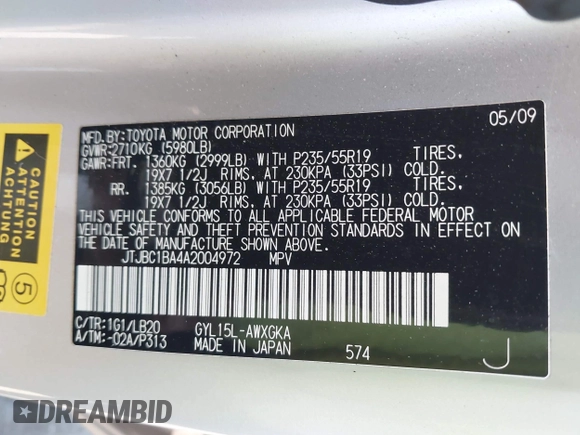 MFD.BY:TOYOTA MOTOR CORPORATION 05/09
GVWR:2710KG (5980LB)
GAWR:FRT. 1360KG (2999LB) WITH P235/55R19 TIRES.
19X7 1/2J RIMS. AT 230KPA (33PSI) COLD.
RR. 1385KG (3056LB) WITH P235/55R19 TIRES.
19X7 1/2J RIMS. AT 230KPA (33PSI) COLD.
THIS VEHICLE CONFORMS TO ALL APPLICABLE FEDERAL MOTOR
VEHICLE SAFETY AND THEFT PREVENTION STANDARDS IN EFFECT
ON THE DATE OF MANUFACTURE SHOWN ABOVE.
JTJBC1BA4A2004972 MPV
C/TR:1G1/LB20 GYL15L-AWXGKA
A/TM:-02A/P313 MADE IN JAPAN 574 J
CAUTION
ACHTUNG
5
DREAMBID